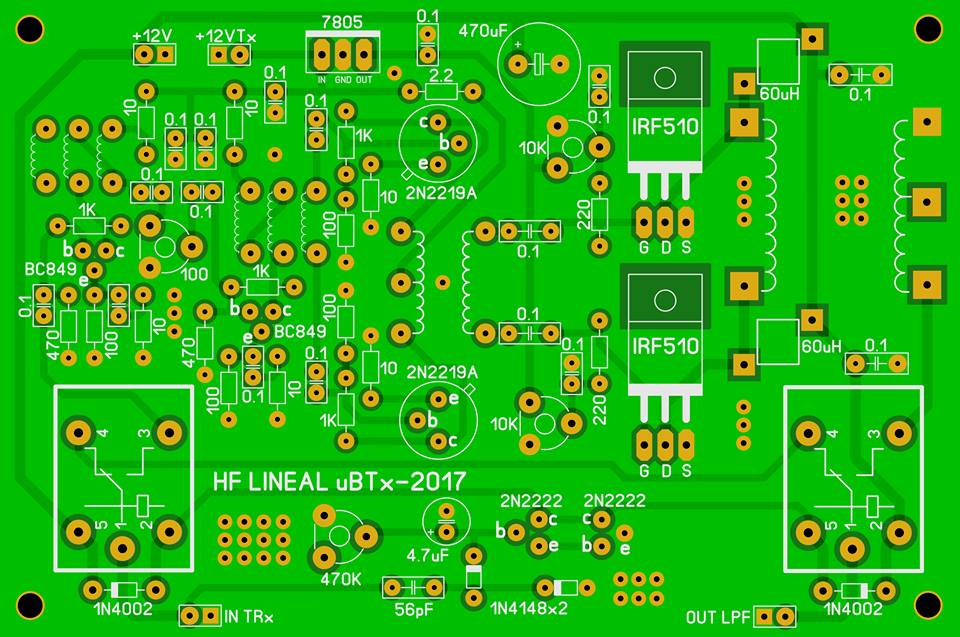 +12V
+12VTx
7805
IN GND OUT
0.1
470uF
2.2
0.1
10
10
0.1
0.1
0.1
0.1
0.1
1K
c
b
e
2N2219A
10
10K
0.1
IRF510
G D S
60uH
0.1
0.1
0.1
1K
b c
e
BC849
100
100
220
0.1
1K
b c
e
BC849
0.1
470
100
10
470
100
0.1
10
0.1
100
10
1K
2N2219A
e
b
c
0.1
0.1
10K
220
IRF510
G D S
60uH
0.1
4 3
5 1 2
1N4002
IN TRx
HF LINEAL uBTx-2017
470K
4.7uF
+
56pF
1N4148x2
2N2222
c
b
e
2N2222
c
b
e
4 3
5 1 2
1N4002
OUT LPF